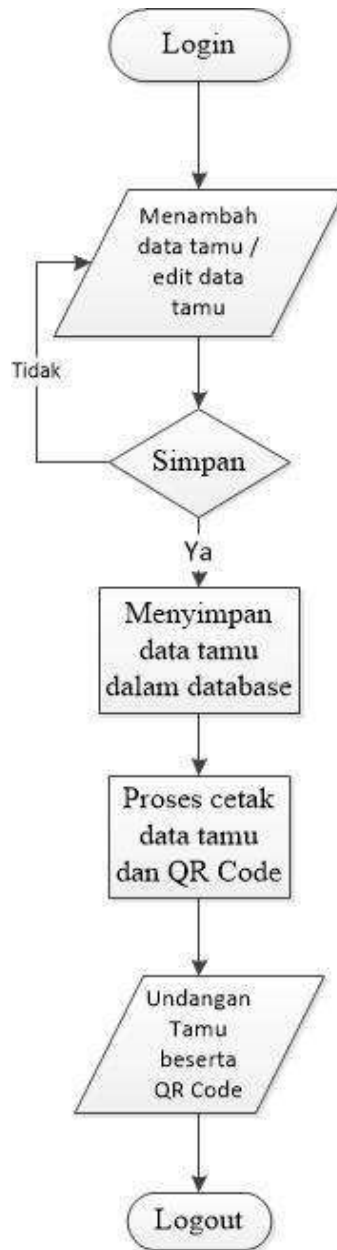 Login
Menambah
data tamu /
edit data
tamu
Tidak
Simpan
Ya
Menyimpan
data tamu
dalam database
Proses cetak
data tamu
dan QR Code
Undangan
Tamu
beserta
QR Code
Logout